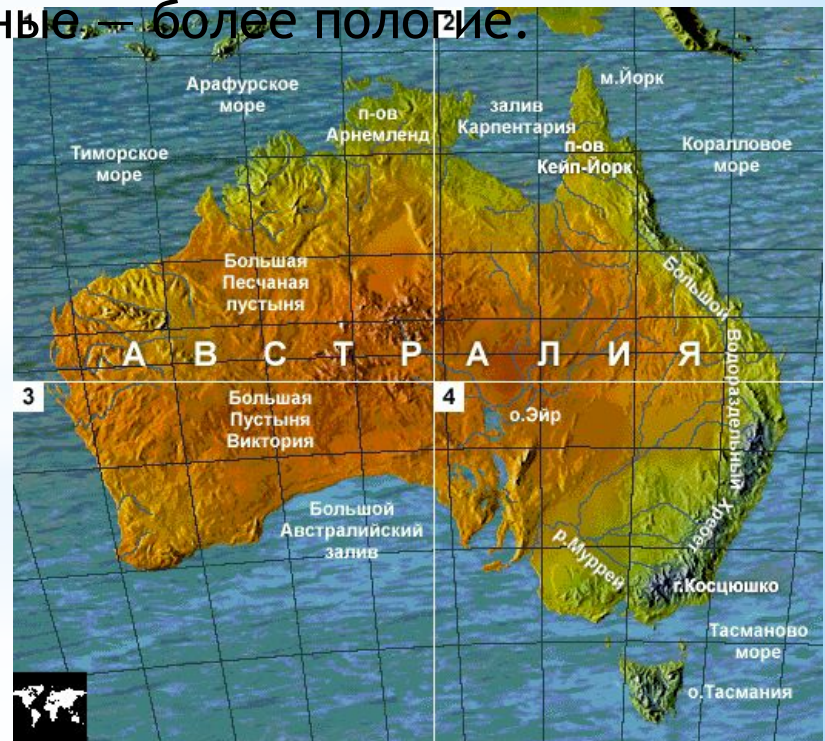 ные — более пологие.
2
м.Йорк
Арафурское
море
п-ов
Арнемленд
залив
Карпентария
п-ов
Кейп-Йорк
Коралловое
море
Тиморское
море
Большая
Песчаная
пустыня
Большой
Водораздельный
Хребет
АВСТРАЛИЯ
3
4
Большая
Пустыня
Виктория
о.Эйр
Большой
Австралийский
залив
р.Муррей
г.Косцюшко
Тасманово
море
о.Тасмания